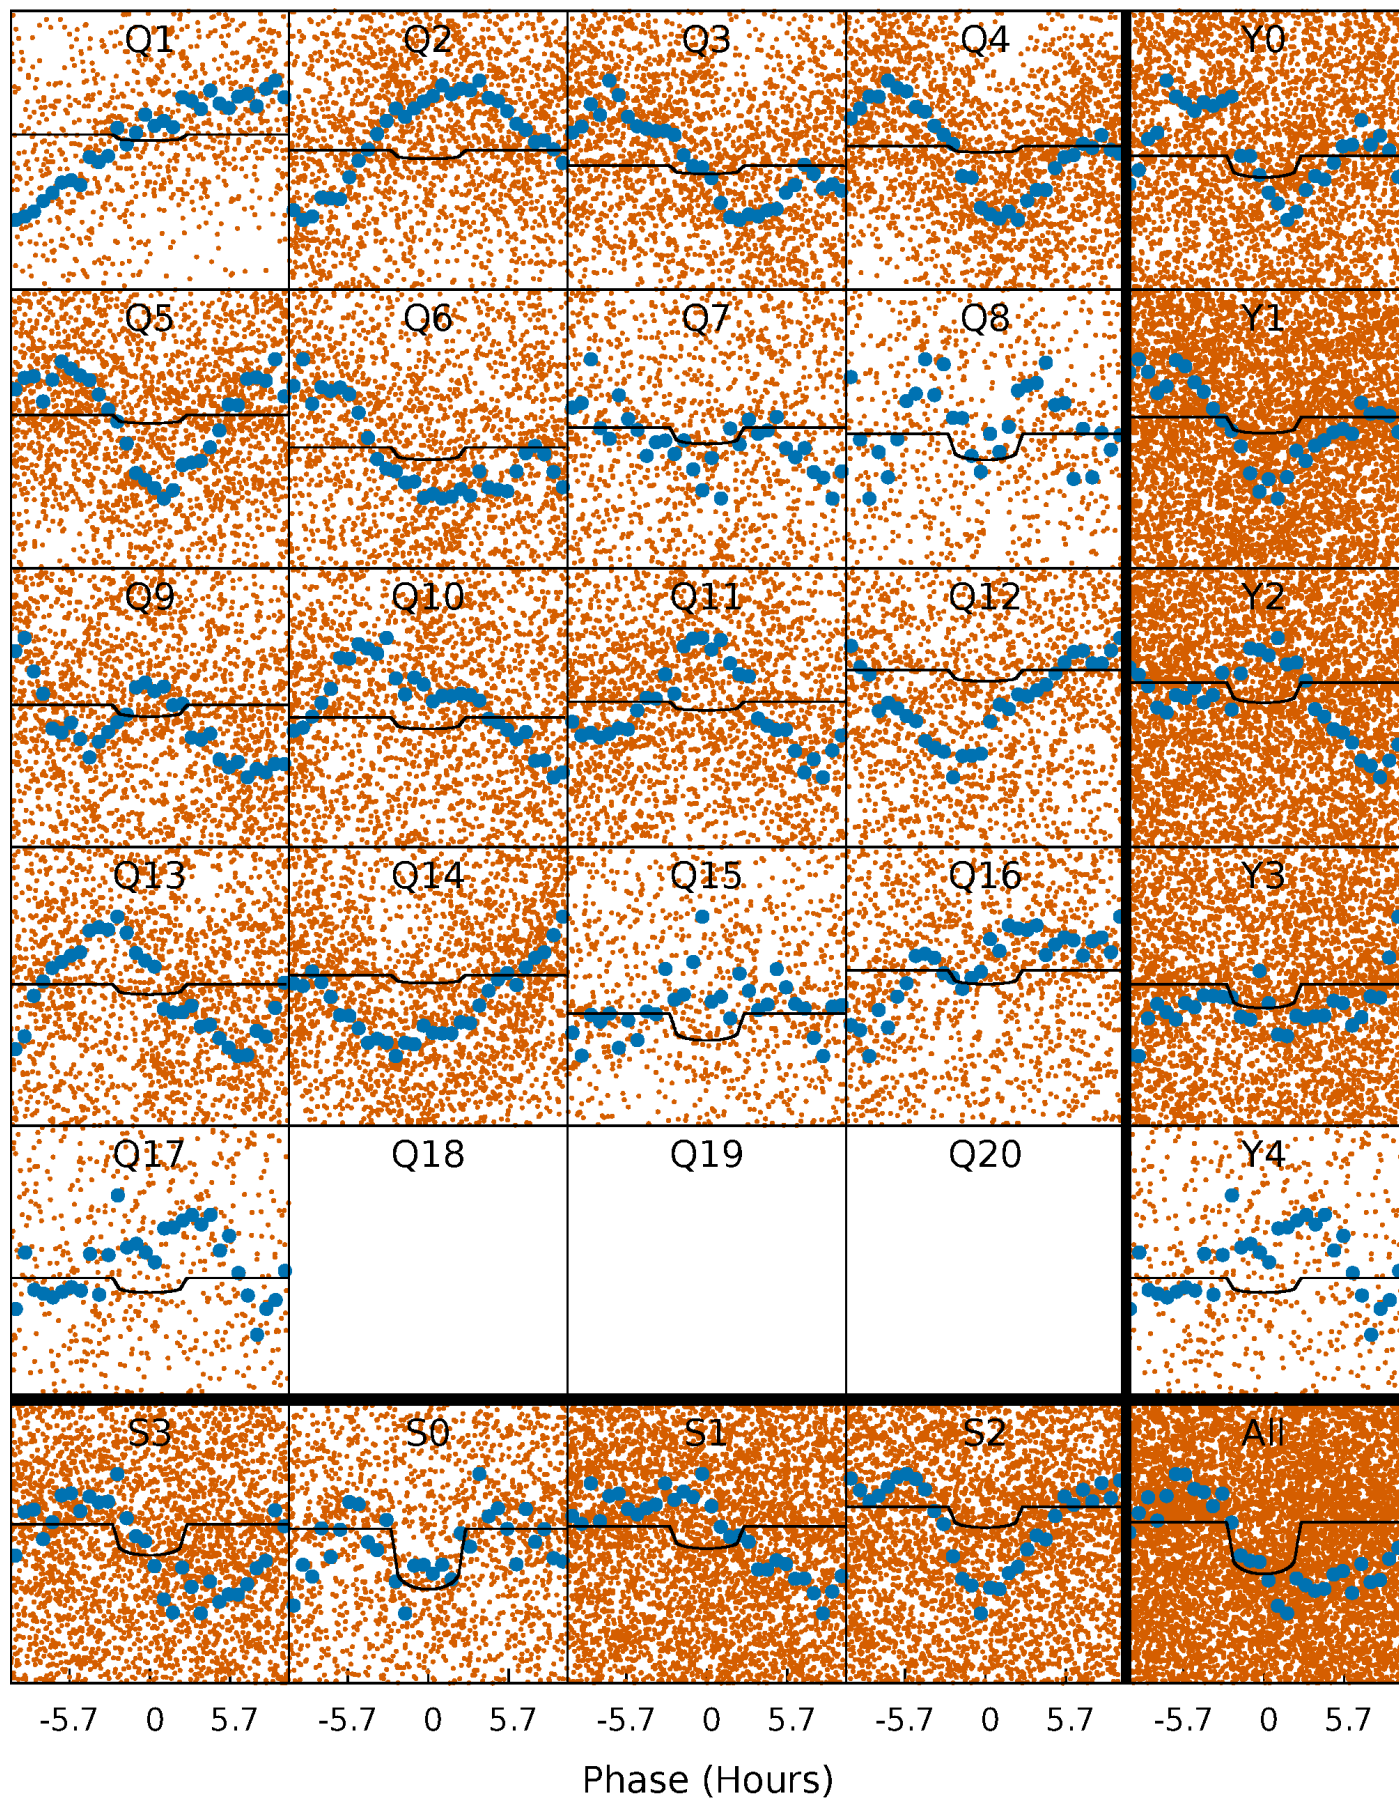 Q1 Q2 Q3 Q4 Y0
Q5 Q6 Q7 Q8 Y1
Q9 Q10 Q11 Q12 Y2
Q13 Q14 Q15 Q16 Y3
Q17 Q18 Q19 Q20 Y4
S3 S0 S1 S2 All
-5.7 0 5.7 -5.7 0 5.7 -5.7 0 5.7 -5.7 0 5.7 -5.7 0 5.7
Phase (Hours)